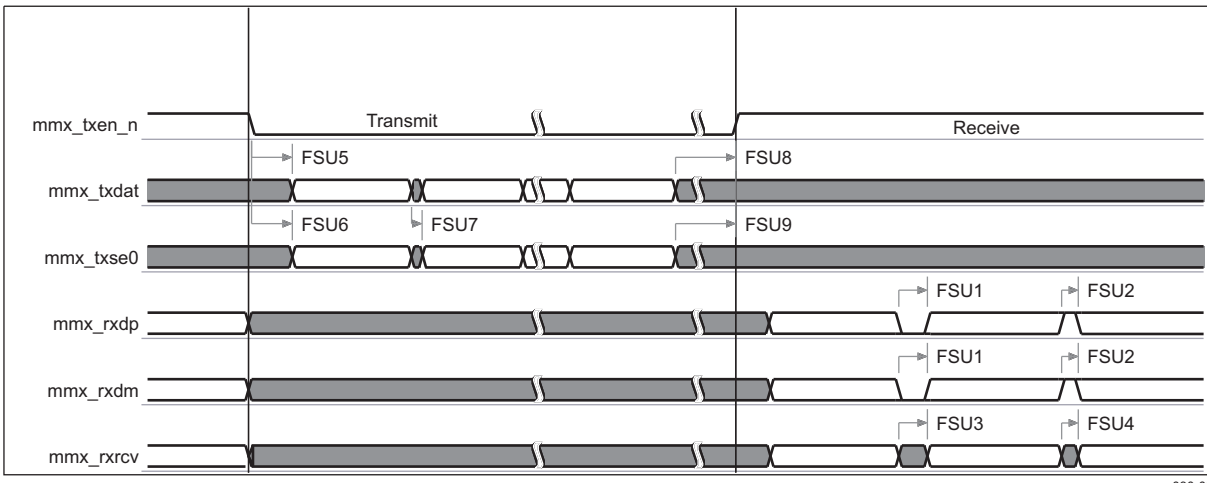 mmx_txen_n
Transmit
Receive
FSU5
FSU8
mmx_txdat
FSU6
FSU7
FSU9
mmx_txse0
FSU1
FSU2
mmx_rxdp
FSU1
FSU2
mmx_rxdm
FSU3
FSU4
mmx_rxrcv